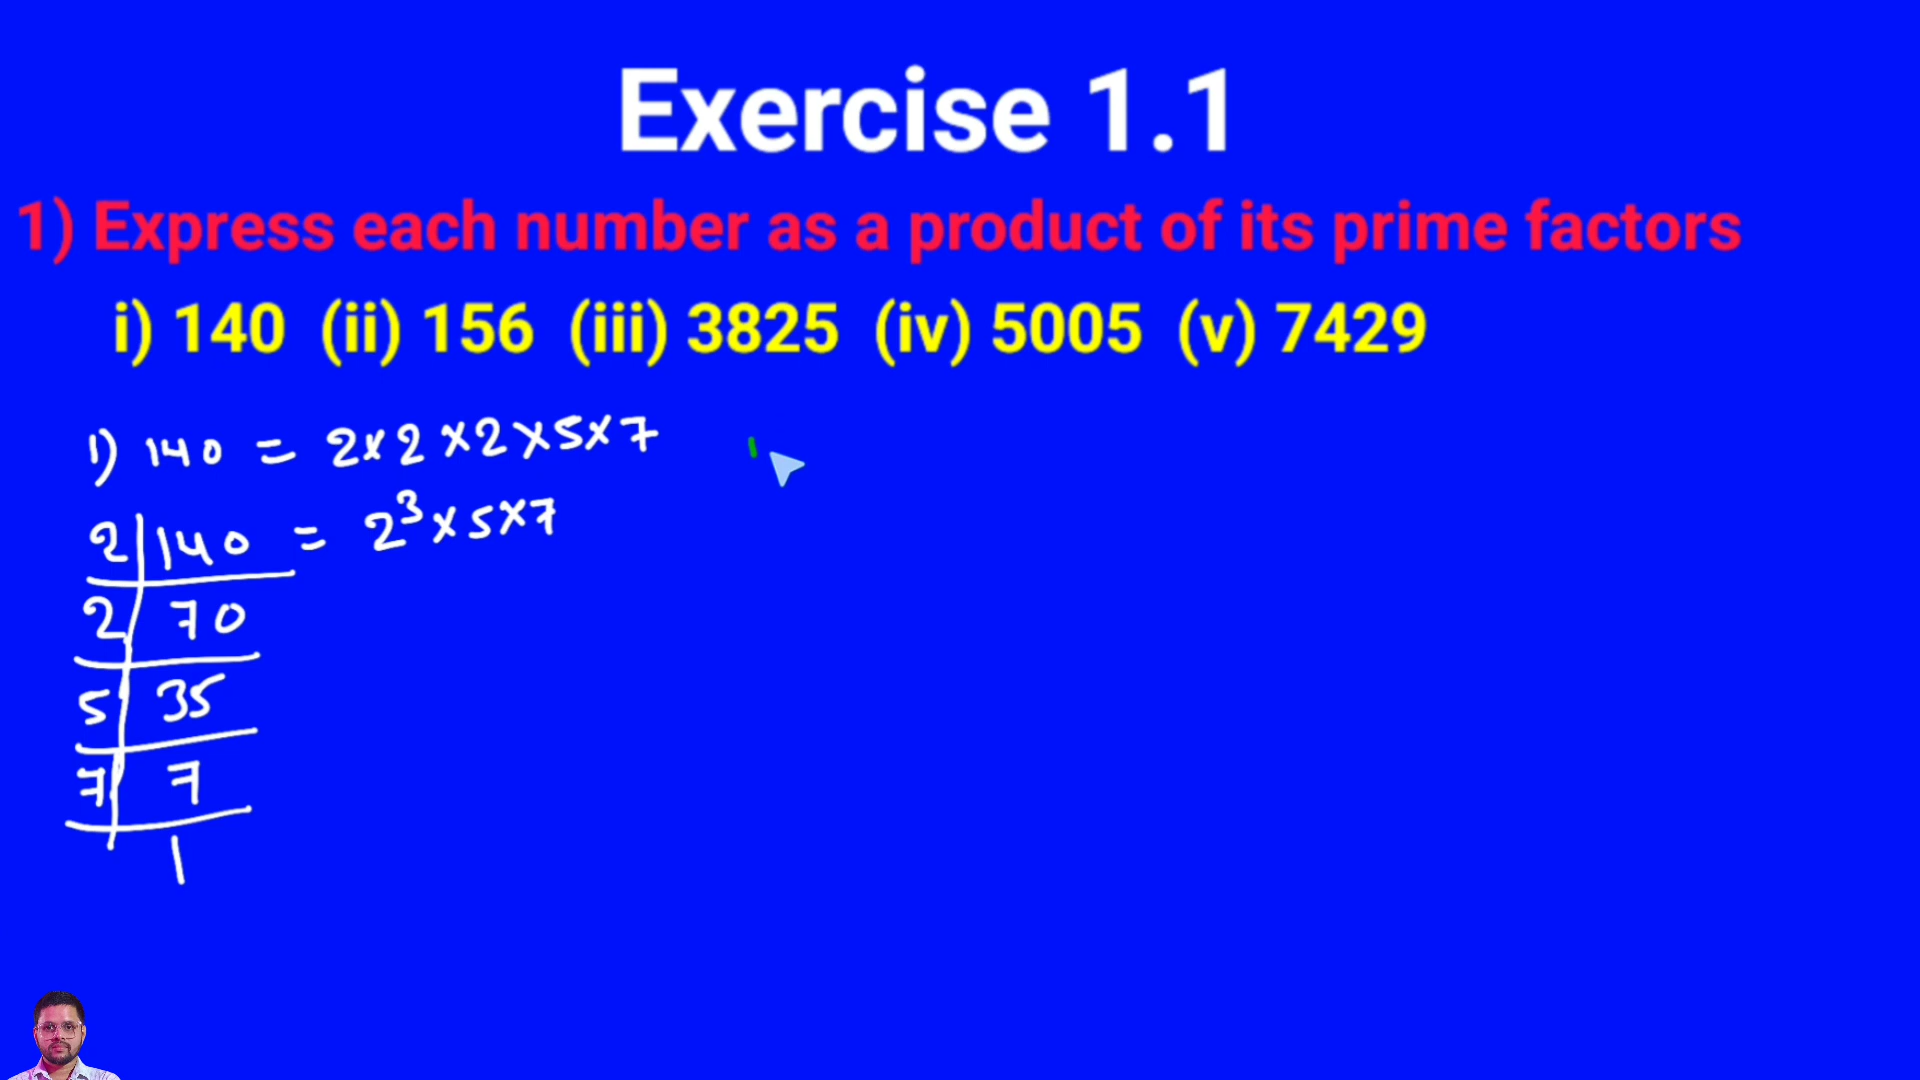 Exercise 1.1
1) Express each number as a product of its prime factors
i) 140 (ii) 156 (iii) 3825 (iv) 5005 (v) 7429
1) 140 = 2×2×2×5×7
2 140 = 2³×5×7
2 70
5 35
7 7
1